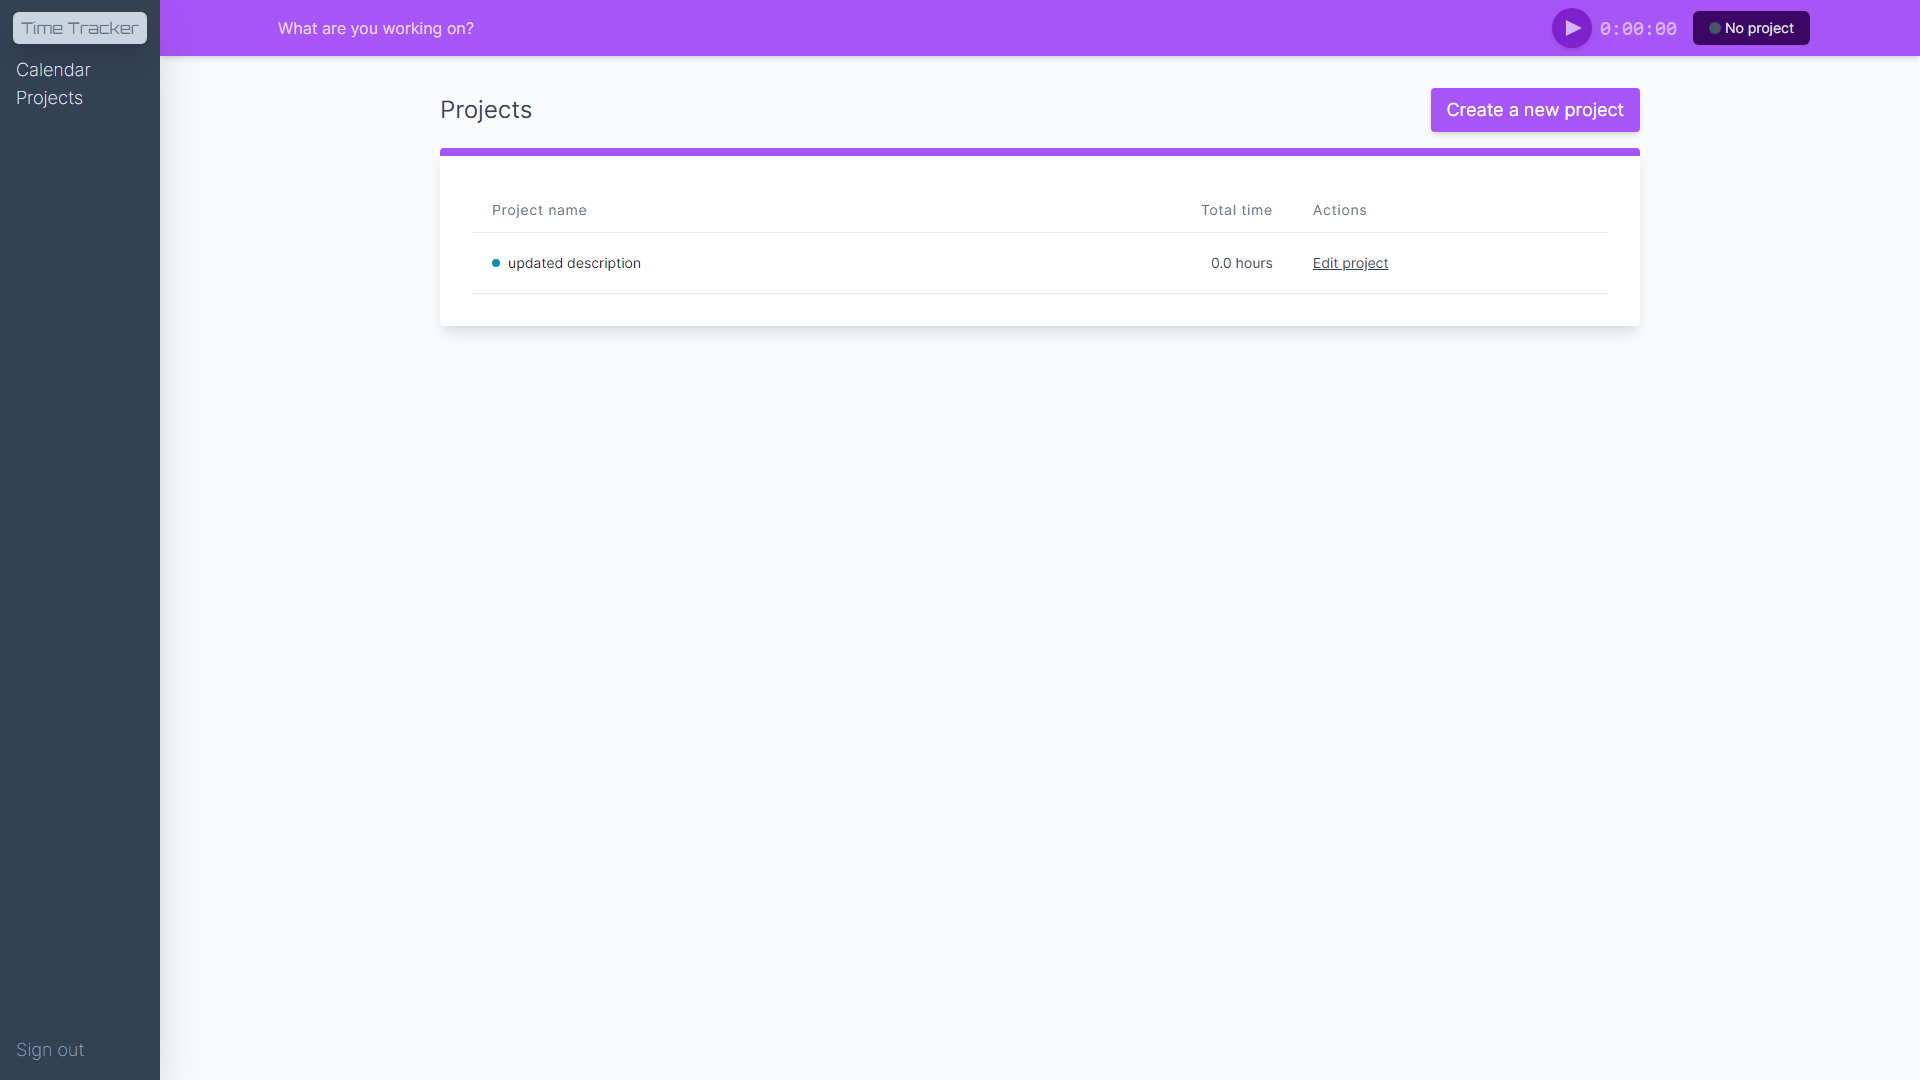 Time Tracker
Calendar
Projects
Sign out
What are you working on?
0:00:00
No project
Projects
Create a new project
Project name
Total time
Actions
updated description
0.0 hours
Edit project